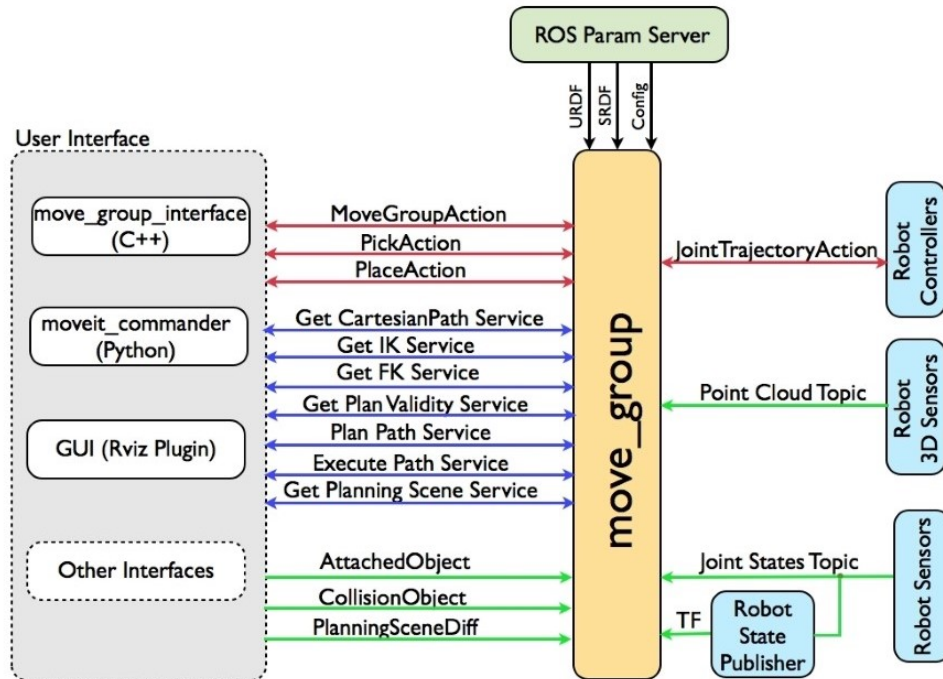 ROS Param Server
URDF
SRDF
Config
User Interface
move_group_interface
(C++)
moveit_commander
(Python)
GUI (Rviz Plugin)
Other Interfaces
MoveGroupAction
PickAction
PlaceAction
Get CartesianPath Service
Get IK Service
Get FK Service
Get Plan Validity Service
Plan Path Service
Execute Path Service
Get Planning Scene Service
AttachedObject
CollisionObject
PlanningSceneDiff
move_group
JointTrajectoryAction
Robot
Controllers
Point Cloud Topic
Robot
3D Sensors
Joint States Topic
Robot Sensors
TF
Robot
State
Publisher